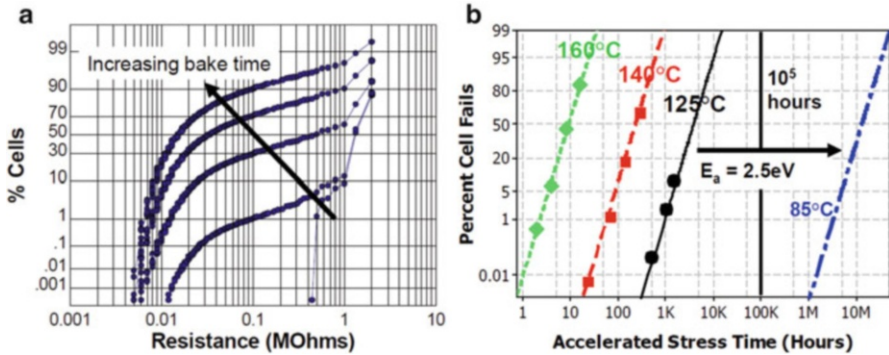 a
99
90
70
50
30
10
1
.1
.01
.001
% Cells
Increasing bake time
0.001
0.01
0.1
1
10
Resistance (MOhms)
b
99
95
80
50
20
5
1
0.01
Percent Cell Fails
160°C
140°C
125°C
10⁵
hours
Eₐ = 2.5eV
85°C
1
10
100
1K
10K
100K
1M
10M
Accelerated Stress Time (Hours)